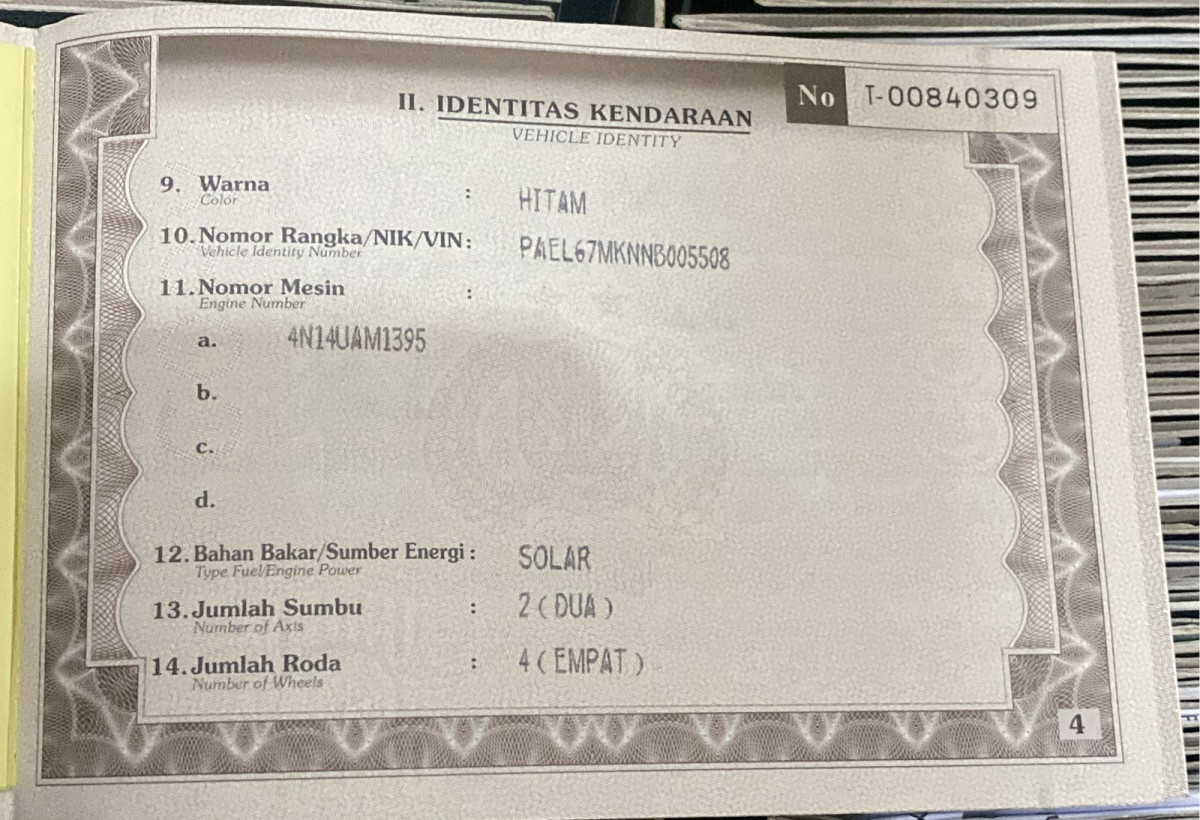 No T-00840309
II. IDENTITAS KENDARAAN
VEHICLE IDENTITY
9. Warna : HITAM
Color
10. Nomor Rangka/NIK/VIN : PAEL67MKNNB005508
Vehicle Identity Number
11. Nomor Mesin :
Engine Number
a. 4N14UAM1395
b.
c.
d.
12. Bahan Bakar/Sumber Energi : SOLAR
Type Fuel/Engine Power
13. Jumlah Sumbu : 2 ( DUA )
Number of Axis
14. Jumlah Roda : 4 ( EMPAT )
Number of Wheels
4